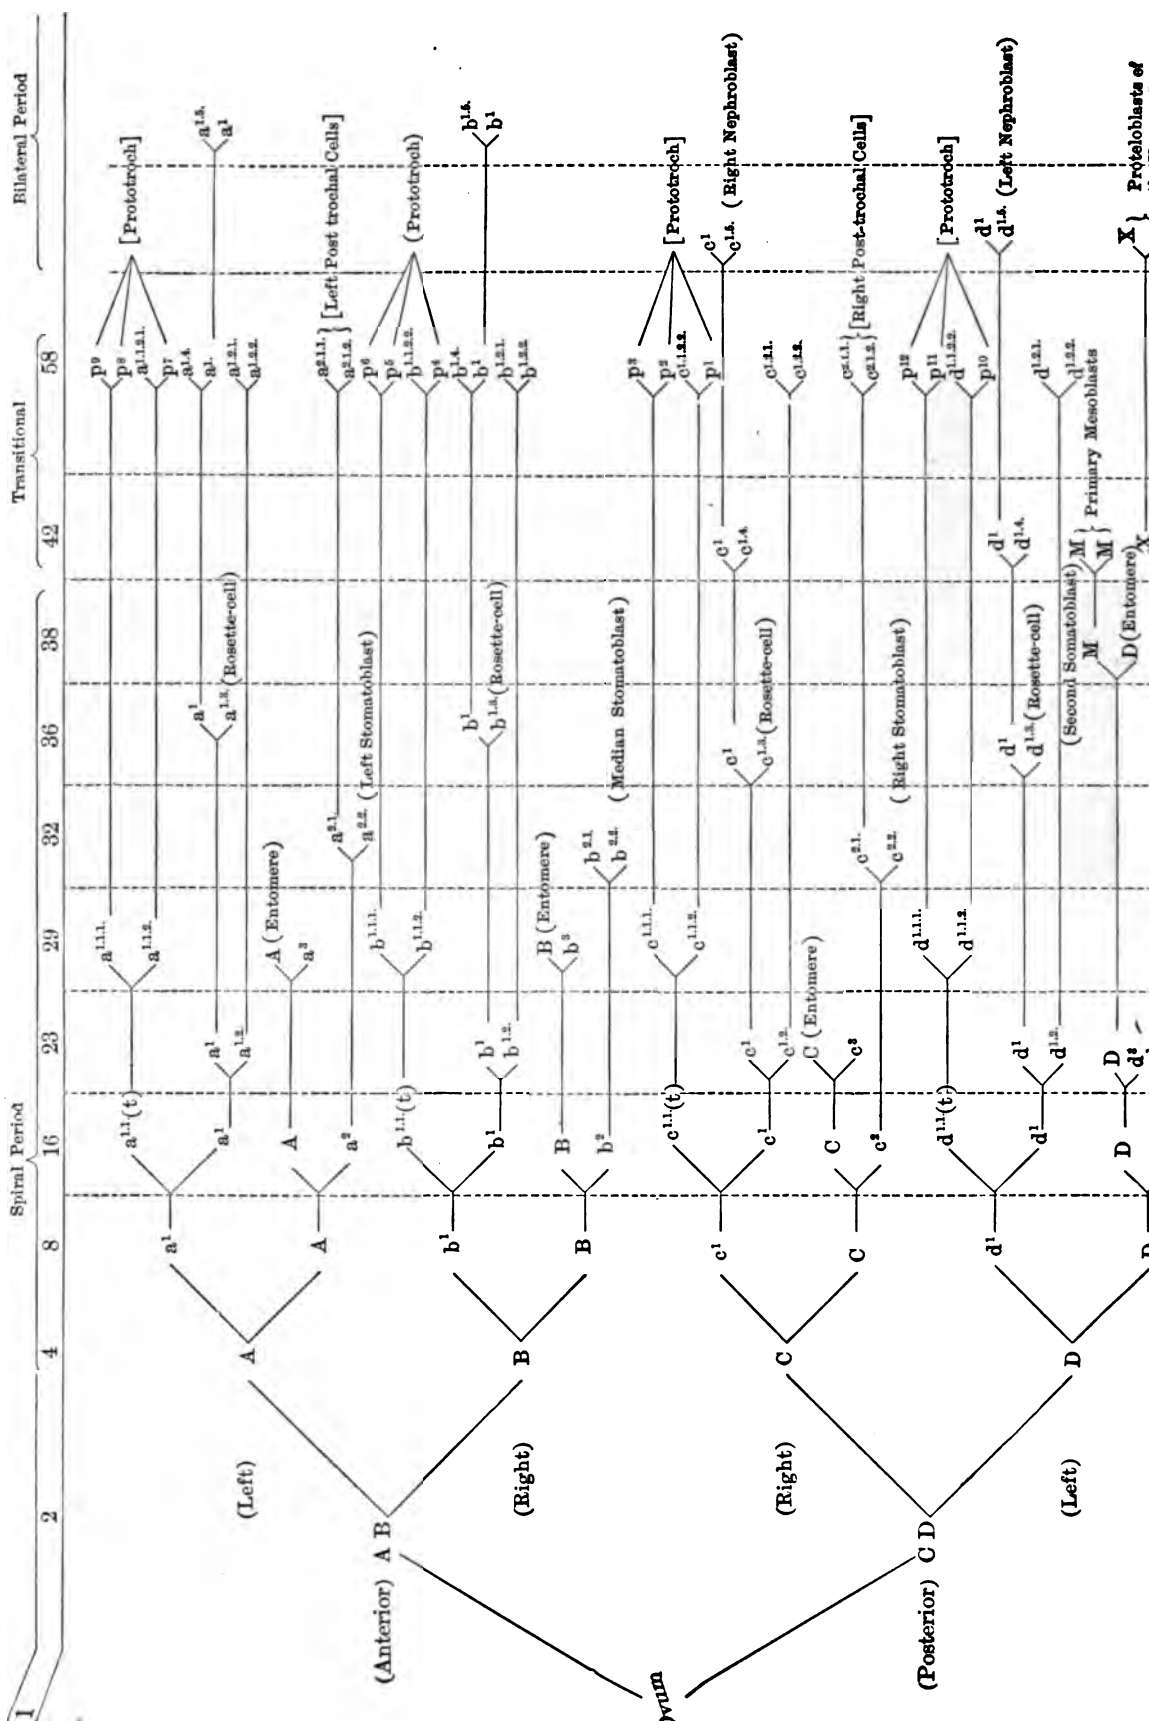 1 2 4 8 16 23 29 32 36 38 42 58
Spiral Period Transitional Bilateral Period
(Anterior) A B
(Posterior) C D
(Left) A
(Right) B
(Right) C
(Left) D
a¹
A
b¹
B
c¹
C
d¹
a¹·¹·(t)
a¹
A
a²
b¹·¹·(t)
b¹
B
b²
c¹·¹·(t)
c¹
C
c²
d¹·¹·(t)
d¹
D
a¹
a¹·²·
b¹
b¹·²·
c¹
c¹·²·
C (Entomere)
c³
d¹
d¹·²·
D
a¹·¹·¹·
a¹·¹·²·
A (Entomere)
a³
b¹·¹·¹·
b¹·¹·²·
B (Entomere)
b³
c¹·¹·¹·
c¹·¹·²·
d¹·¹·¹·
d¹·¹·²·
a²·¹·
a²·²· (Left Stomatoblast)
b²·¹·
b²·²· (Median Stomatoblast)
c²·¹·
c²·²· (Right Stomatoblast)
a¹
a¹·³·(Rosette-cell)
b¹
b¹·³·(Rosette-cell)
c¹
c¹·³·(Rosette-cell)
d¹
d¹·³·(Rosette-cell)
(Second Somatoblast)
M
D (Entomere)
c¹
c¹·⁴·
d¹
d¹·⁴·
M
M } Primary Mesoblasts
X
p⁹
p⁸
a¹·¹·²·¹·
p⁷
[Prototroch]
a¹·⁴·
a¹·
a¹·²·¹·
a¹·²·²·
a¹·⁵·
a¹
a²·¹·¹·}
a²·¹·²·} [Left Post trochal Cells]
p⁶
p⁵
b¹·¹·²·²·
p⁴
(Prototroch)
b¹·⁴·
b¹
b¹·²·¹·
b¹·²·²·
b¹·⁵·
b¹
p³
p²
c¹·¹·²·²·
p¹
[Prototroch]
c¹
c¹·⁵· (Right Nephroblast)
c¹·²·¹·
c¹·²·²·
c²·¹·¹·}
c²·¹·²·} [Right Post-trochal Cells]
p¹²
p¹¹
d¹·¹·²·²·
p¹⁰
[Prototroch]
d¹
d¹·⁵· (Left Nephroblast)
d¹·²·¹·
d¹·²·²·
X } Proteloblasts of